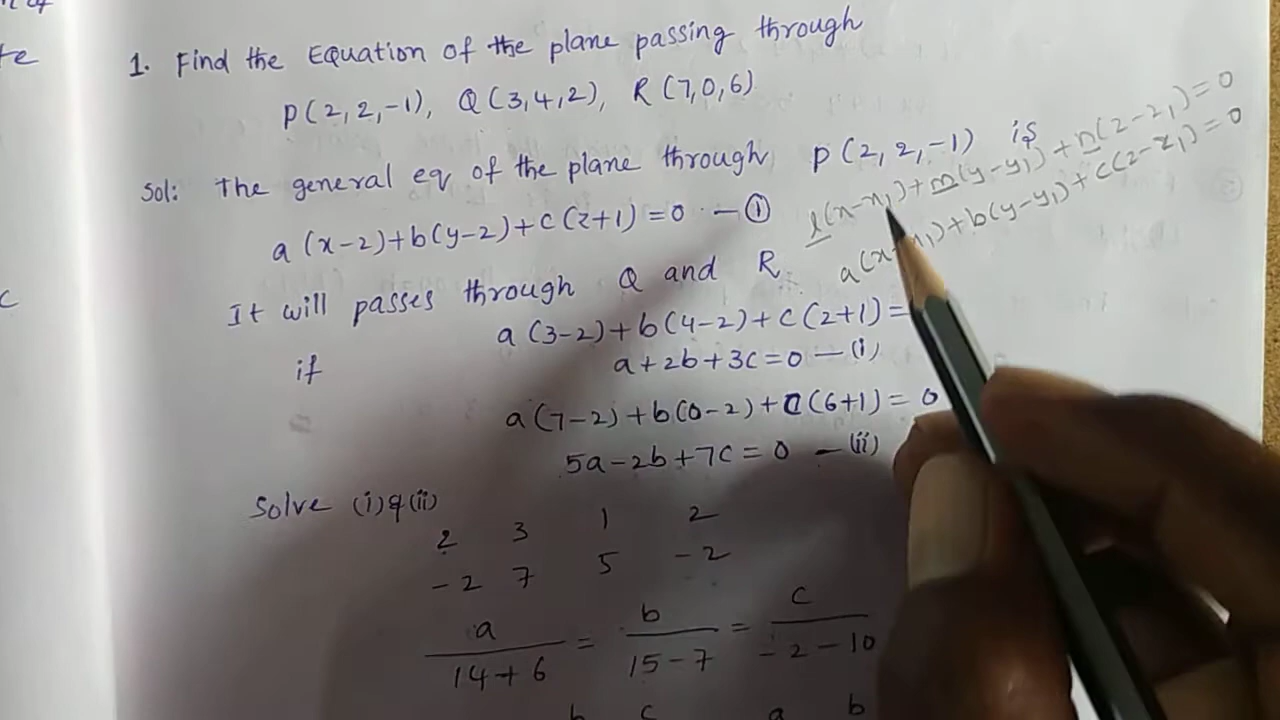 1. Find the Equation of the plane passing through
P(2,2,-1), Q(3,4,2), R(7,0,6)
Sol: The general eq of the plane through P(2,2,-1) is
a(x-2)+b(y-2)+c(z+1)=0 — ①
l(x-x₁)+m(y-y₁)+n(z-z₁)=0
a(x-x₁)+b(y-y₁)+c(z-z₁)=0
It will passes through Q and R
if a(3-2)+b(4-2)+c(2+1)=
a+2b+3c=0 — (i)
a(7-2)+b(0-2)+c(6+1)=0
5a-2b+7c=0 — (ii)
Solve (i)&(ii)
2 3 1 2
-2 7 5 -2
a/14+6 = b/15-7 = c/-2-10
b c a b